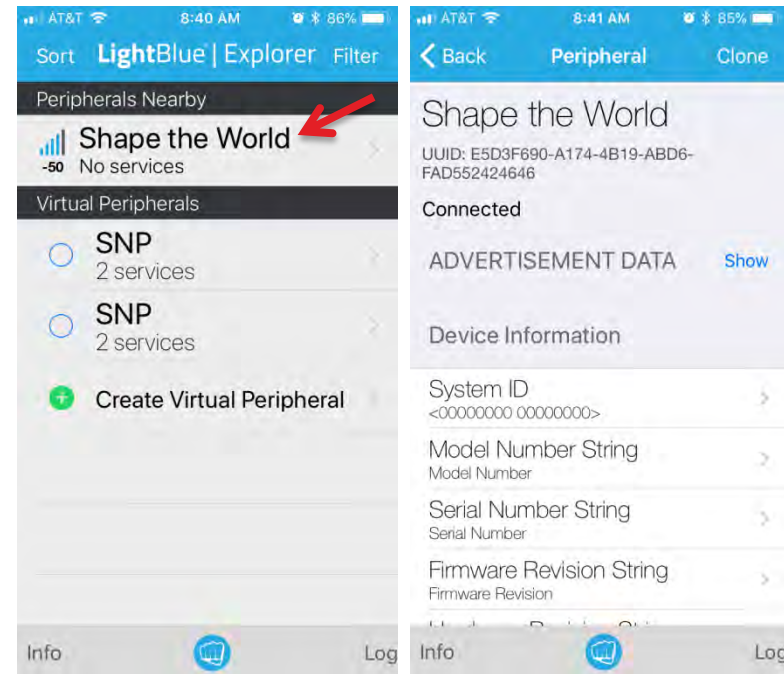 AT&T 8:40 AM 86%
Sort LightBlue | Explorer Filter
Peripherals Nearby
Shape the World
-50 No services
Virtual Peripherals
SNP
2 services
SNP
2 services
Create Virtual Peripheral
Info Log
AT&T 8:41 AM 85%
Back Peripheral Clone
Shape the World
UUID: E5D3F690-A174-4B19-ABD6-
FAD552424646
Connected
ADVERTISEMENT DATA Show
Device Information
System ID
<00000000 00000000>
Model Number String
Model Number
Serial Number String
Serial Number
Firmware Revision String
Firmware Revision
Info Log